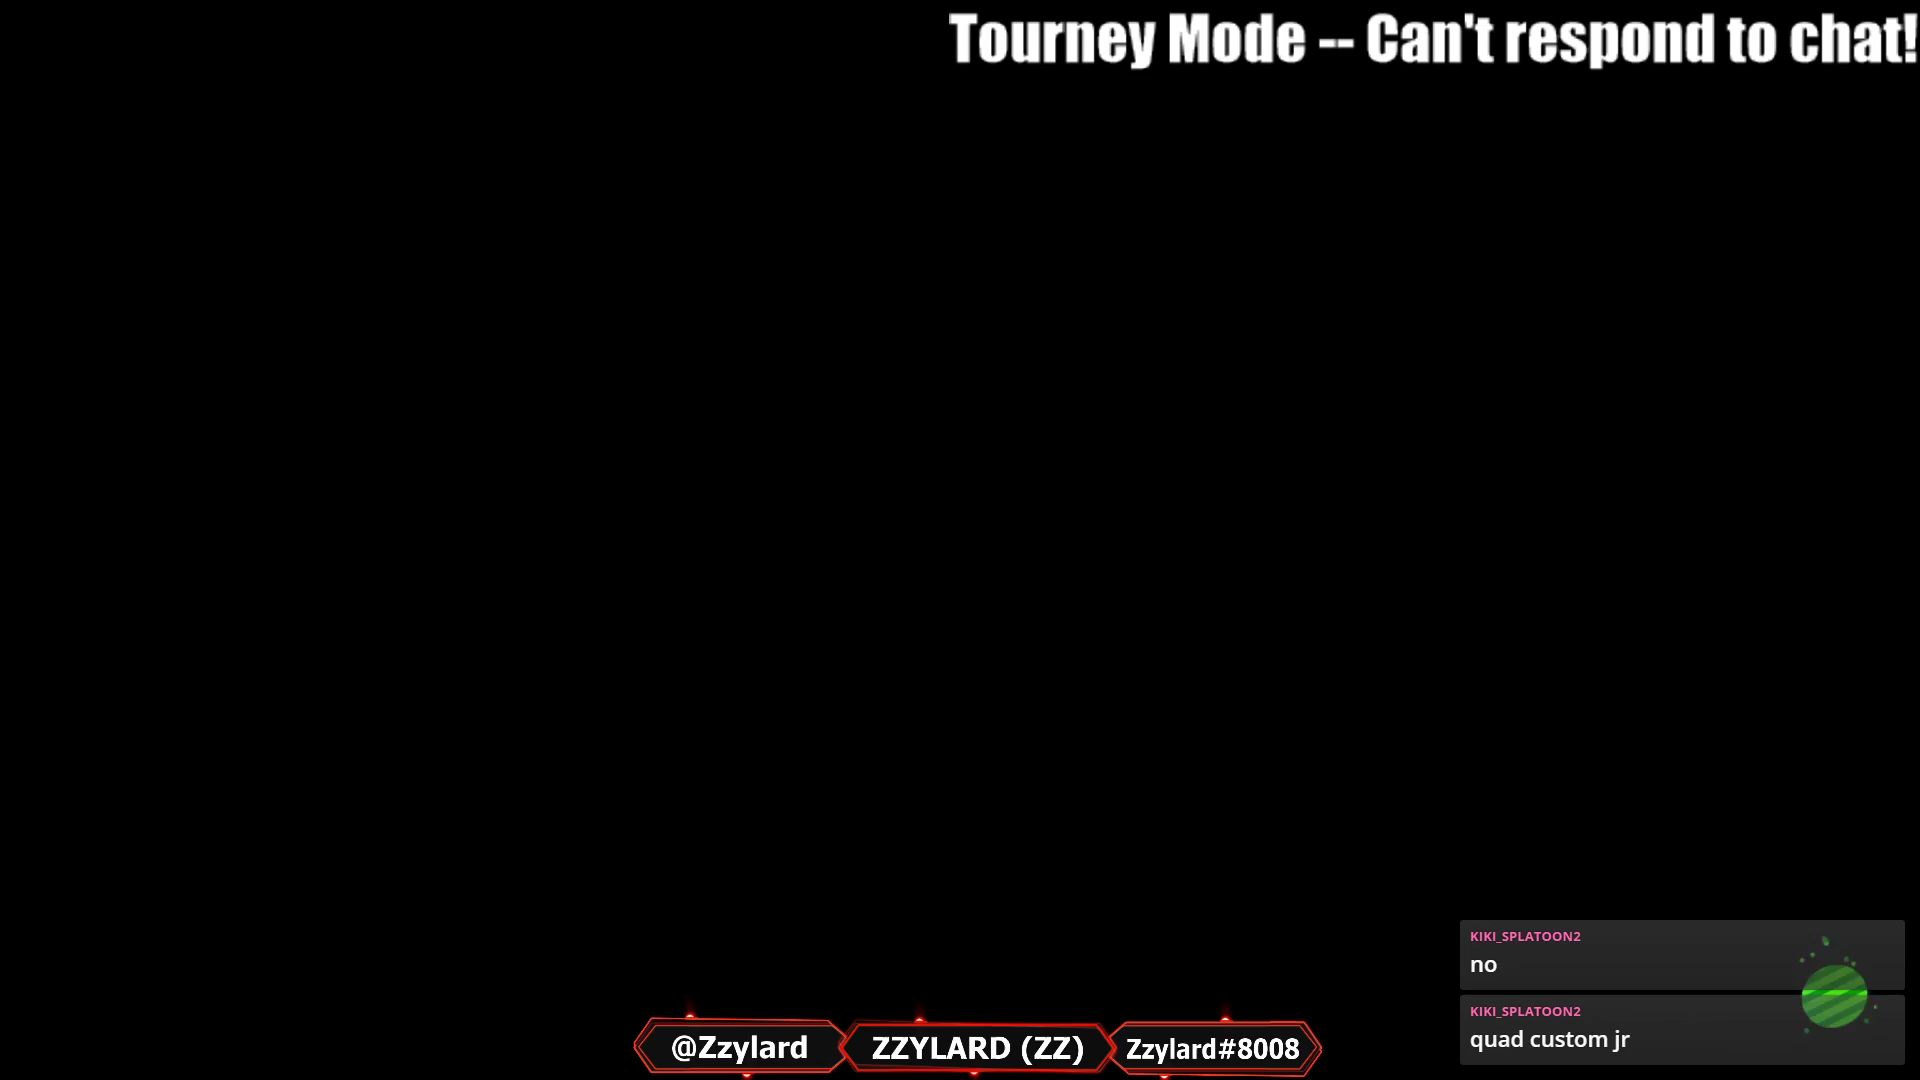 Tourney Mode -- Can't respond to chat!
KIKI_SPLATOON2
no
KIKI_SPLATOON2
quad custom jr
@Zzylard
ZZYLARD (ZZ)
Zzylard#8008